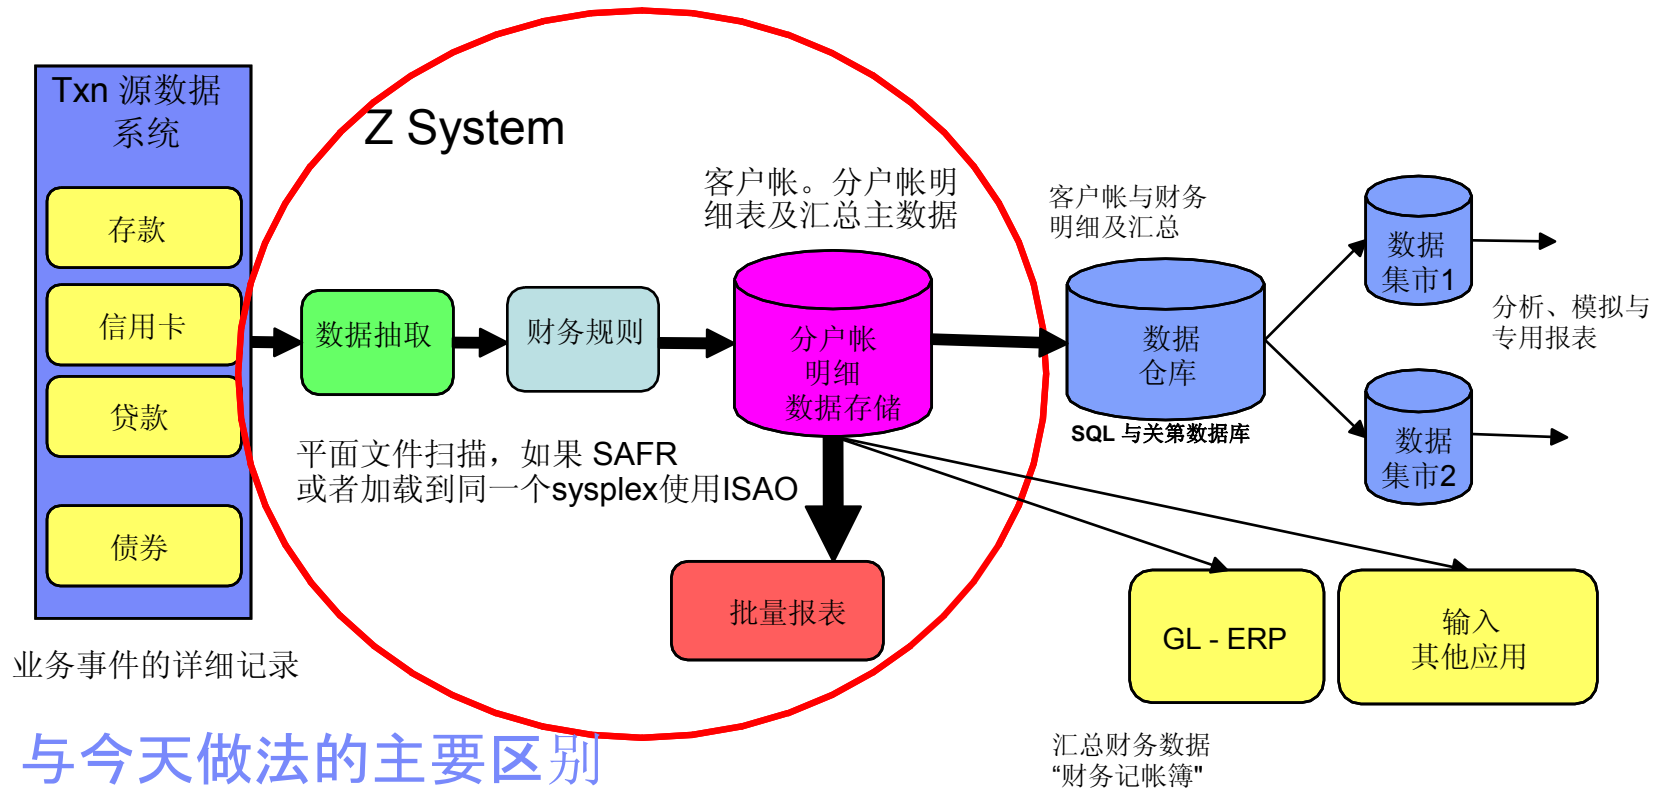 Txn 源数据
系统
存款
信用卡
贷款
债券
业务事件的详细记录
Z System
数据抽取
财务规则
客户帐。分户帐明
细表及汇总主数据
分户帐
明细
数据存储
平面文件扫描，如果 SAFR
或者加载到同一个sysplex使用ISAO
批量报表
客户帐与财务
明细及汇总
数据
仓库
SQL 与关第数据库
数据
集市1
数据
集市2
分析、模拟与
专用报表
GL - ERP
输入
其他应用
汇总财务数据
“财务记帐簿"
与今天做法的主要区别